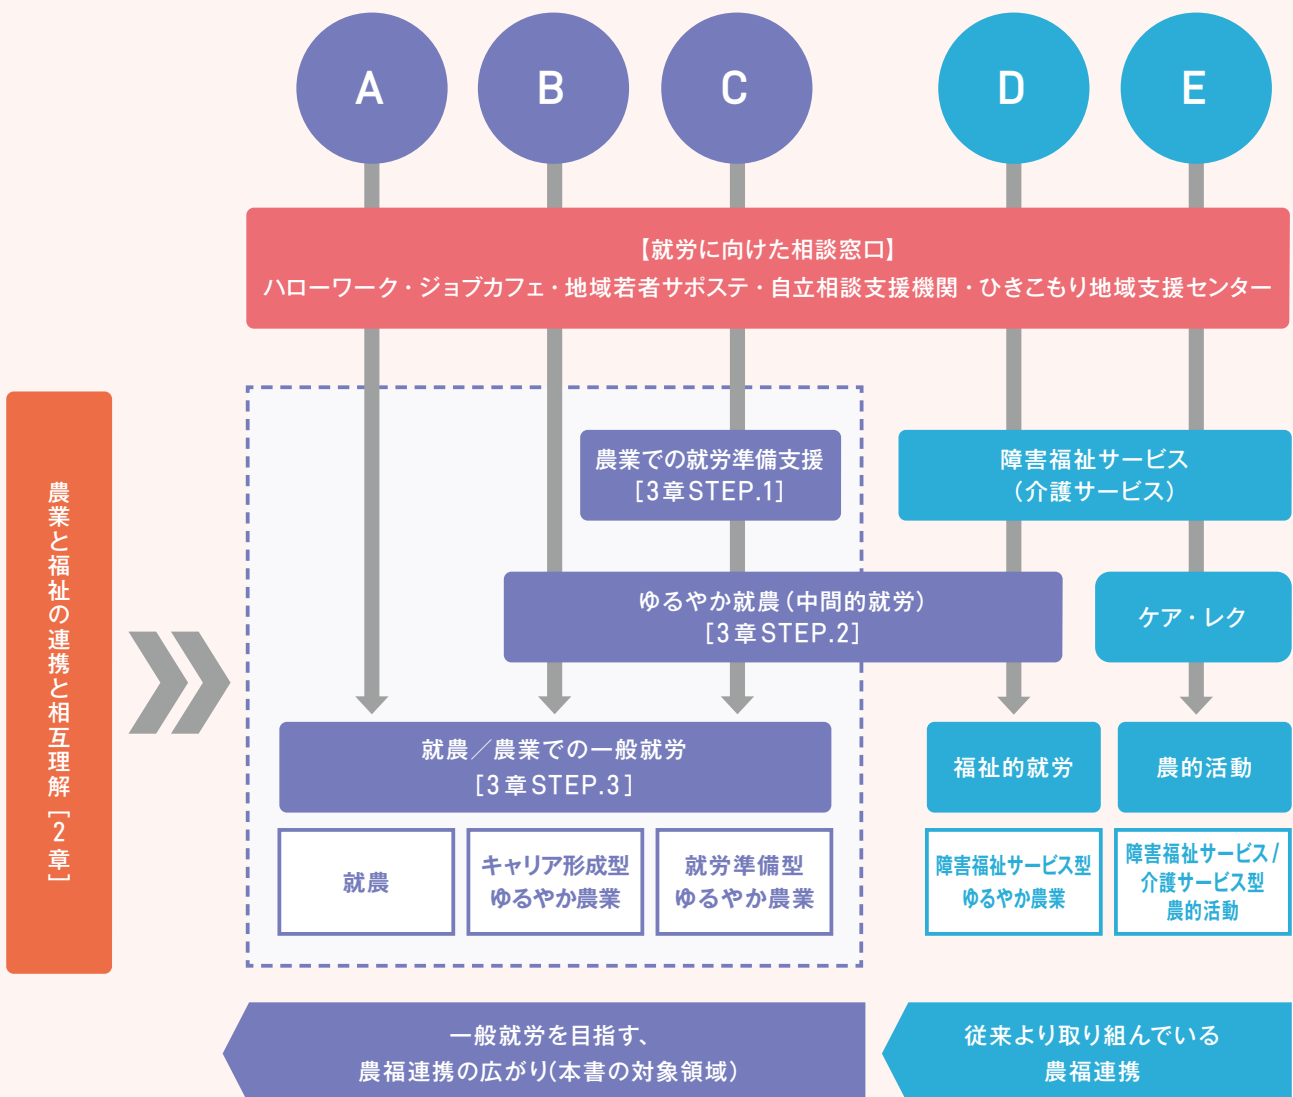 A
B
C
D
E
【就労に向けた相談窓口】
ハローワーク・ジョブカフェ・地域若者サポステ・自立相談支援機関・ひきこもり地域支援センター
農業と福祉の連携と相互理解［2章］
農業での就労準備支援
［3章STEP.1］
障害福祉サービス
（介護サービス）
ゆるやか就農（中間的就労）
［3章STEP.2］
ケア・レク
就農／農業での一般就労
［3章STEP.3］
福祉的就労
農的活動
就農
キャリア形成型
ゆるやか農業
就労準備型
ゆるやか農業
障害福祉サービス型
ゆるやか農業
障害福祉サービス/
介護サービス型
農的活動
一般就労を目指す、
農福連携の広がり(本書の対象領域)
従来より取り組んでいる
農福連携